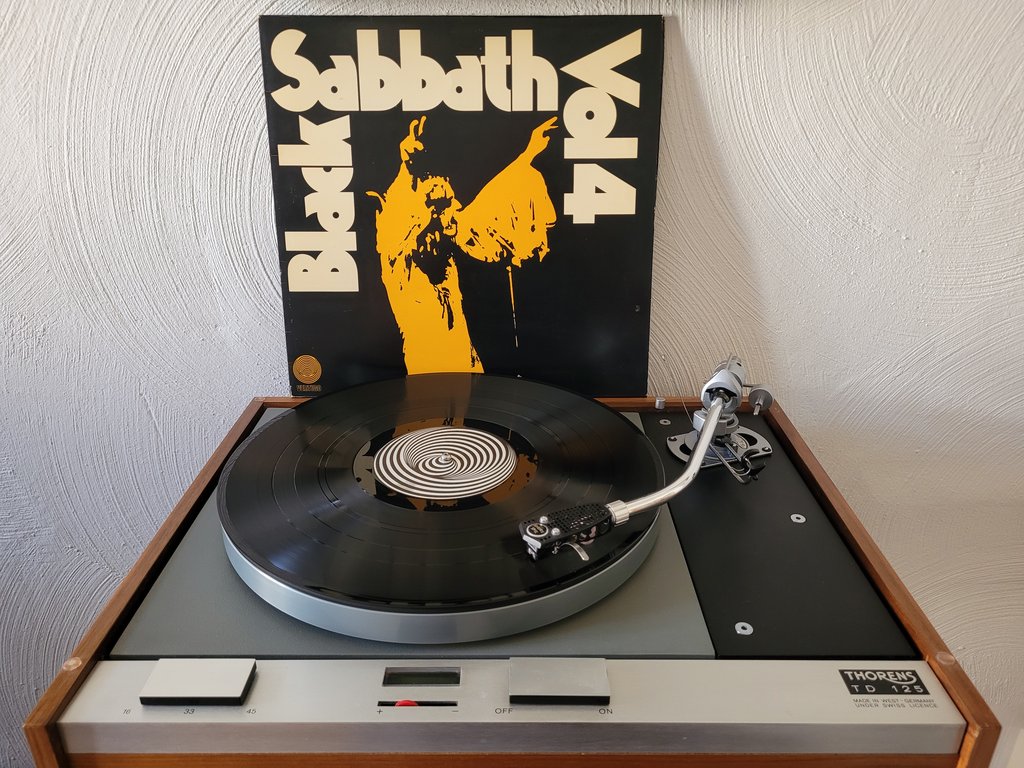 Black
Sabbath
Vol 4
VERTIGO
16 33 45
+ −
OFF ON
THORENS
TD 125
MADE IN WEST-GERMANY
UNDER SWISS LICENCE